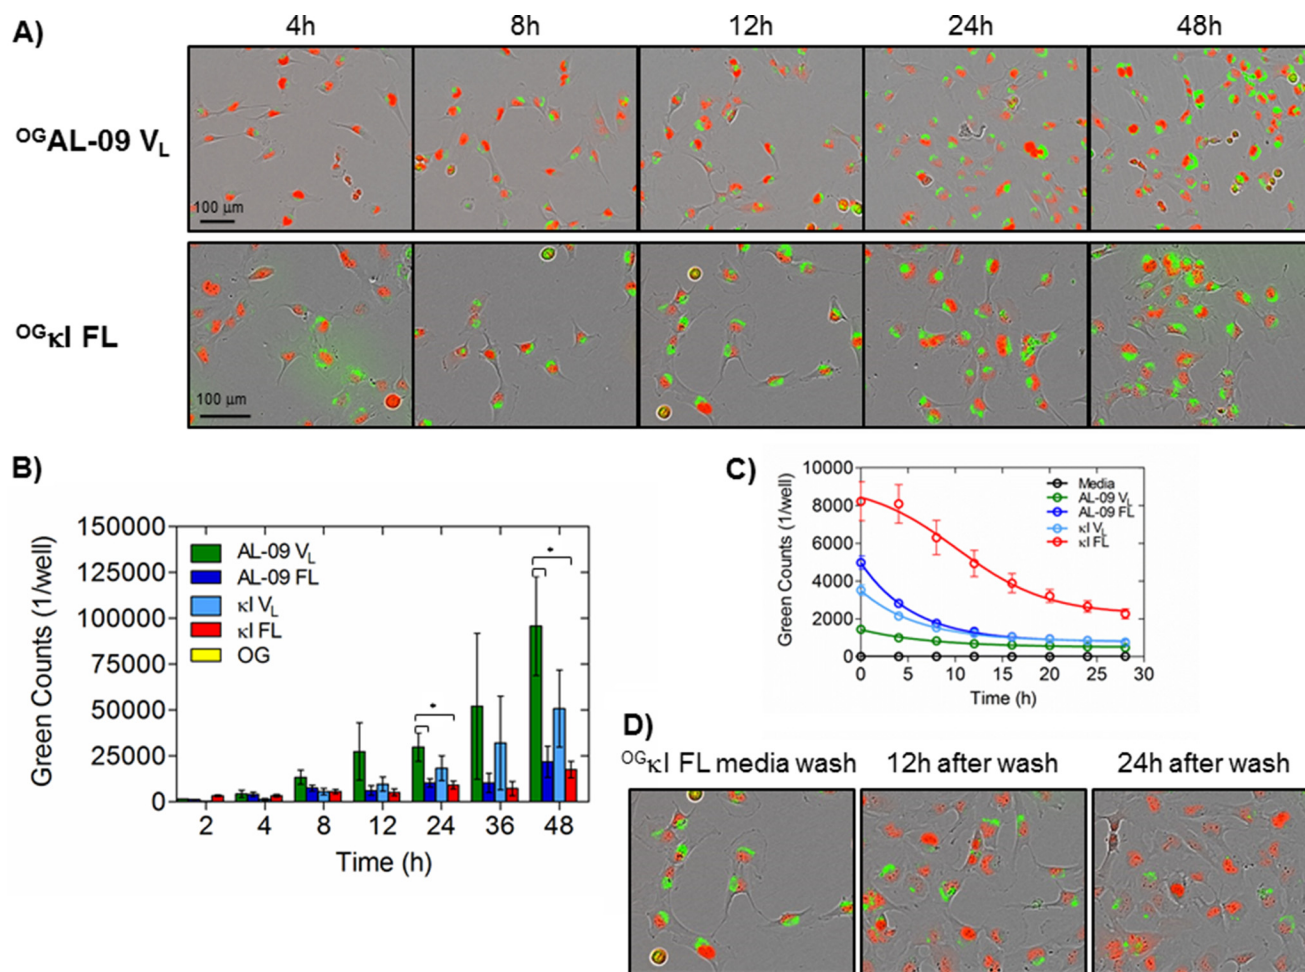 A)
4h 8h 12h 24h 48h
OGAL-09 VL
100 μm
OGκI FL
100 μm
B)
Green Counts (1/well)
150000
125000
100000
75000
50000
25000
0
AL-09 VL
AL-09 FL
κI VL
κI FL
OG
* *
2 4 8 12 24 36 48
Time (h)
C)
Green Counts (1/well)
10000
8000
6000
4000
2000
0
Media
AL-09 VL
AL-09 FL
κI VL
κI FL
0 5 10 15 20 25 30
Time (h)
D)
OGκI FL media wash 12h after wash 24h after wash